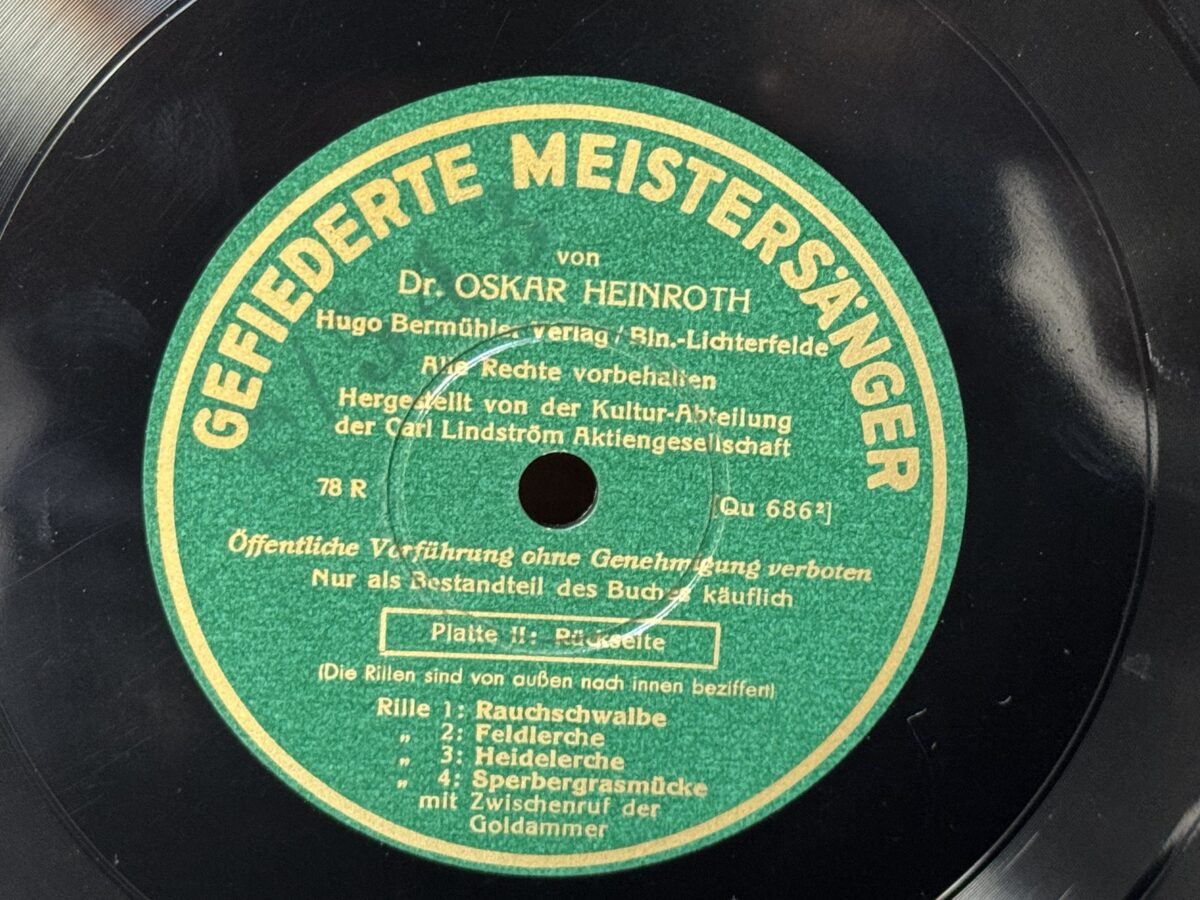 GEFIEDERTE MEISTERSÄNGER
von
Dr. OSKAR HEINROTH
Hugo Bermühler Verlag / Bln.-Lichterfelde
Alle Rechte vorbehalten
Hergestellt von der Kultur-Abteilung
der Carl Lindström Aktiengesellschaft
78 R [Qu 686²]
Öffentliche Vorführung ohne Genehmigung verboten
Nur als Bestandteil des Buches käuflich
Platte II: Rückseite
(Die Rillen sind von außen nach innen beziffert)
Rille 1: Rauchschwalbe
„ 2: Feldlerche
„ 3: Heidelerche
„ 4: Sperbergrasmücke
mit Zwischenruf der
Goldammer